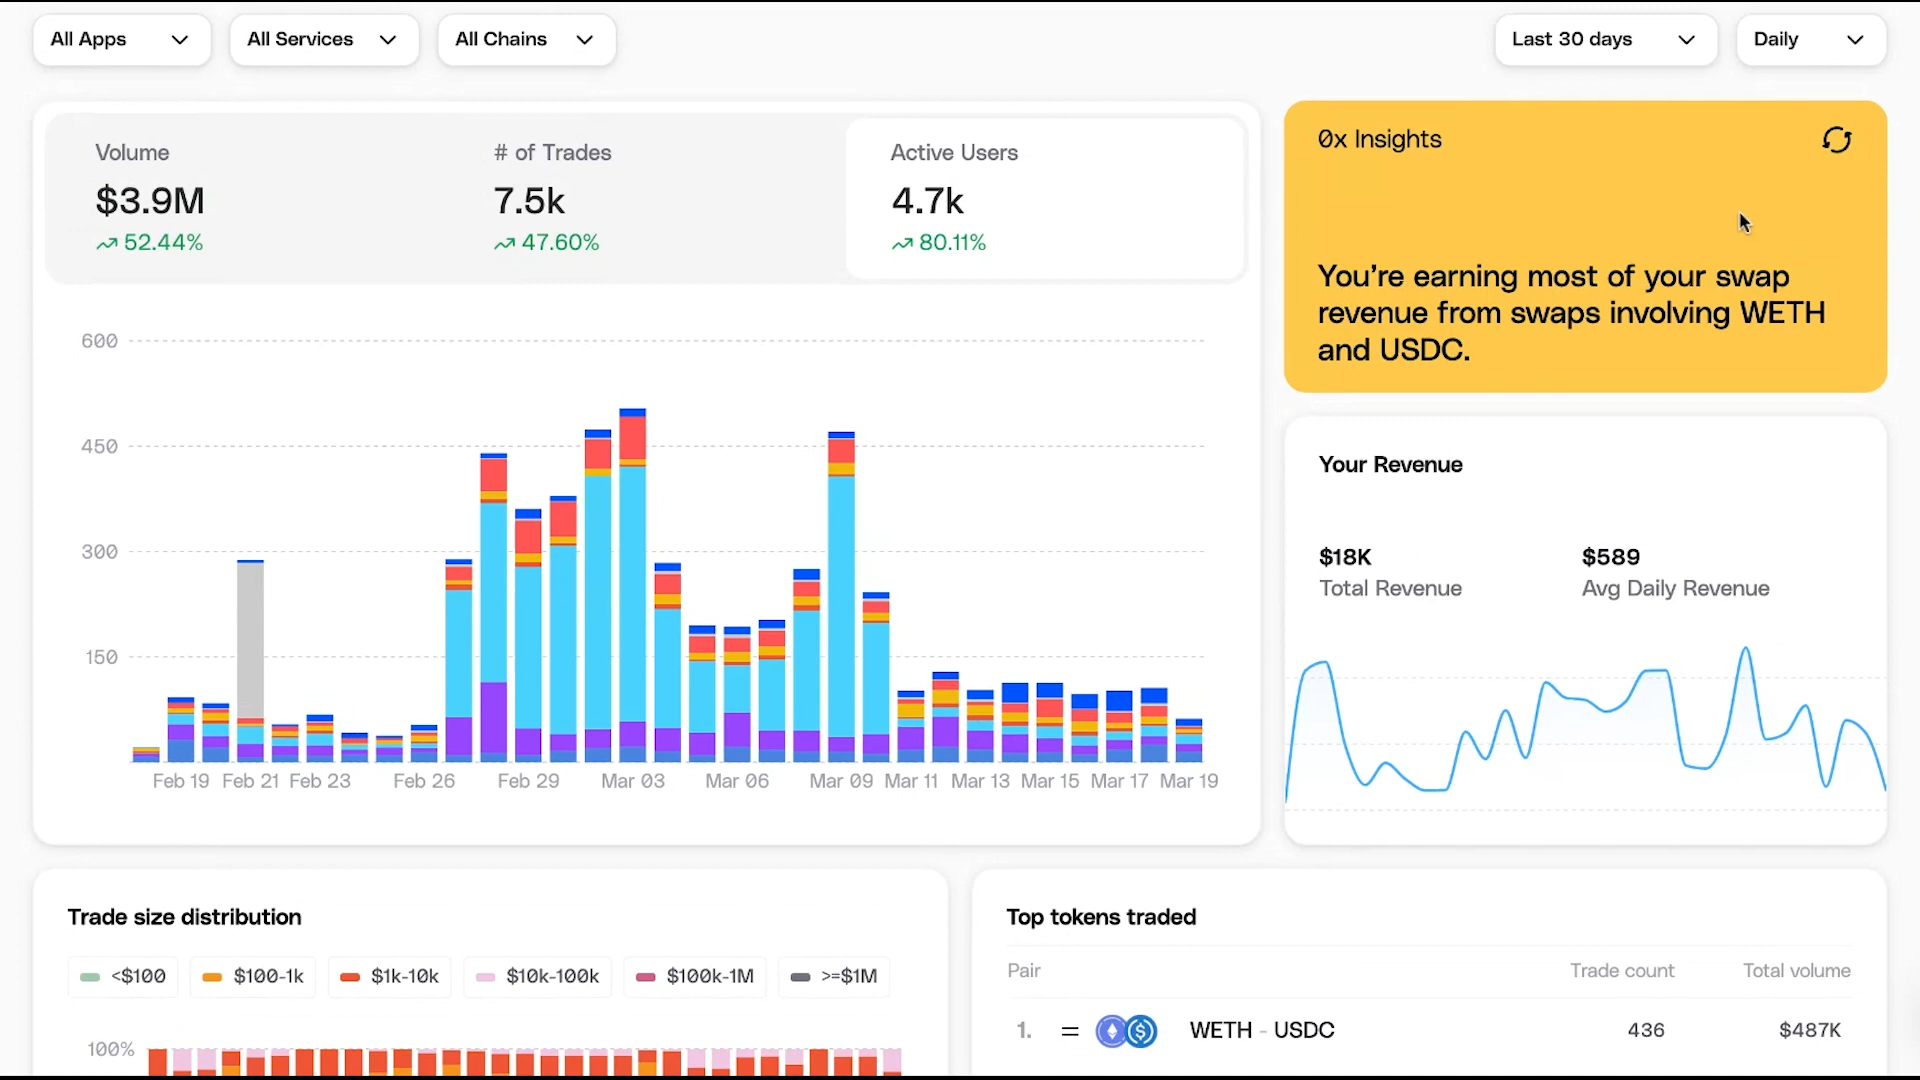 All Apps
All Services
All Chains
Last 30 days
Daily
Volume
$3.9M
52.44%
# of Trades
7.5k
47.60%
Active Users
4.7k
80.11%
600
450
300
150
Feb 19
Feb 21
Feb 23
Feb 26
Feb 29
Mar 03
Mar 06
Mar 09
Mar 11
Mar 13
Mar 15
Mar 17
Mar 19
0x Insights
You're earning most of your swap
revenue from swaps involving WETH
and USDC.
Your Revenue
$18K
Total Revenue
$589
Avg Daily Revenue
Trade size distribution
<$100
$100-1k
$1k-10k
$10k-100k
$100k-1M
>=$1M
100%
Top tokens traded
Pair
Trade count
Total volume
1.
WETH - USDC
436
$487K